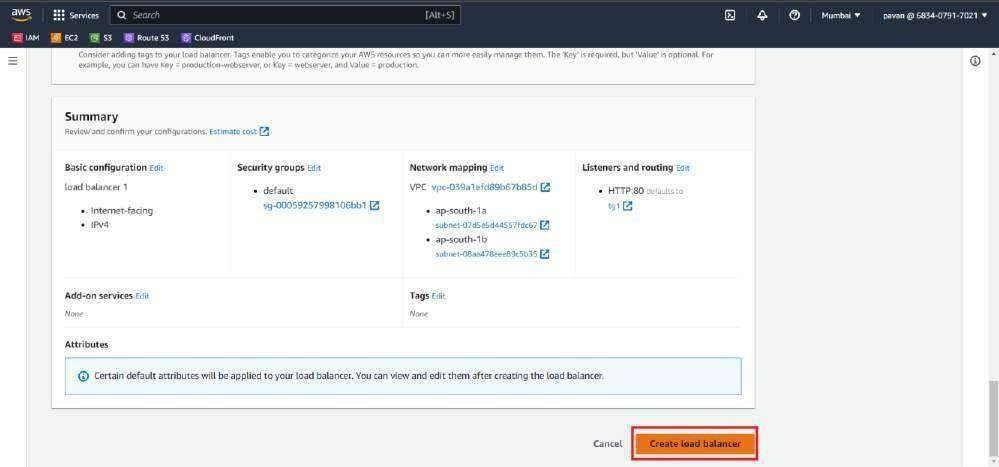 aws Services Search [Alt+S] Mumbai pavan @ 6834-0791-7021
IAM EC2 S3 Route 53 CloudFront
Consider adding tags to your load balancer. Tags enable you to categorize your AWS resources so you can more easily manage them. The 'Key' is required, but 'Value' is optional. For
example, you can have Key = production-webserver, or Key = webserver, and Value = production.
Summary
Review and confirm your configurations. Estimate cost
Basic configuration Edit
load balancer 1
Internet-facing
IPv4
Security groups Edit
default
sg-00059257998106bb1
Network mapping Edit
VPC vpc-039a1efd89b67b85d
ap-south-1a
subnet-07d5e5d44557fdc67
ap-south-1b
subnet-08aa478eee89c5b35
Listeners and routing Edit
HTTP:80 defaults to
tg1
Add-on services Edit
None
Tags Edit
None
Attributes
Certain default attributes will be applied to your load balancer. You can view and edit them after creating the load balancer.
Cancel Create load balancer